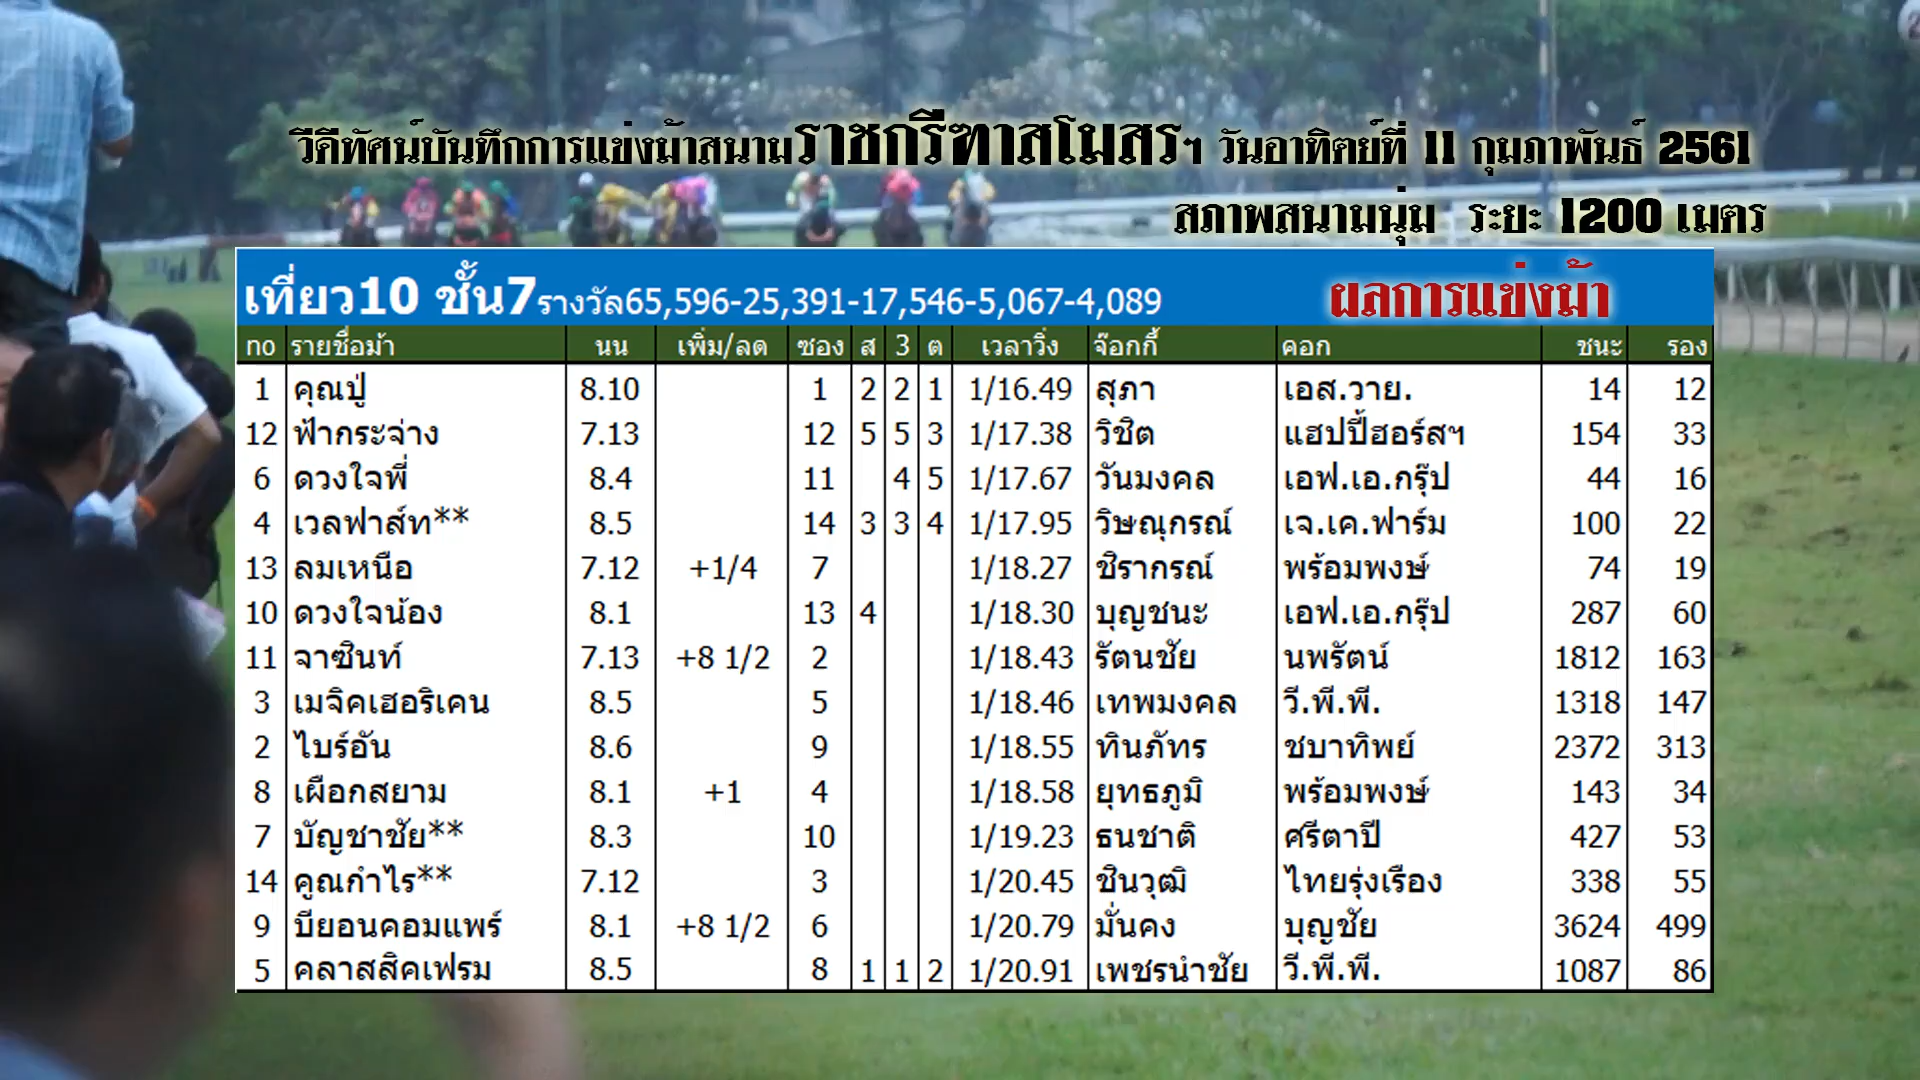 วีดีทัศน์บันทึกการแข่งม้าสนามราชกรีฑาสโมสรฯ วันอาทิตย์ที่ 11 กุมภาพันธ์ 2561
สภาพสนามนุ่ม ระยะ 1200 เมตร
เที่ยว10 ชั้น7รางวัล65,596-25,391-17,546-5,067-4,089 ผลการแข่งม้า
no รายชื่อม้า นน เพิ่ม/ลด ซอง ส 3 ต เวลาวิ่ง จ๊อกกี้ คอก ชนะ รอง
1 คุณปู่ 8.10 1 2 2 1 1/16.49 สุภา เอส.วาย. 14 12
12 ฟ้ากระจ่าง 7.13 12 5 5 3 1/17.38 วิชิต แฮปปี้ฮอร์สฯ 154 33
6 ดวงใจพี่ 8.4 11 4 5 1/17.67 วันมงคล เอฟ.เอ.กรุ๊ป 44 16
4 เวลฟาส์ท** 8.5 14 3 3 4 1/17.95 วิษณุกรณ์ เจ.เค.ฟาร์ม 100 22
13 ลมเหนือ 7.12 +1/4 7 1/18.27 ชิรากรณ์ พร้อมพงษ์ 74 19
10 ดวงใจน้อง 8.1 13 4 1/18.30 บุญชนะ เอฟ.เอ.กรุ๊ป 287 60
11 จาซินท์ 7.13 +8 1/2 2 1/18.43 รัตนชัย นพรัตน์ 1812 163
3 เมจิคเฮอริเคน 8.5 5 1/18.46 เทพมงคล วี.พี.พี. 1318 147
2 ไบร์อัน 8.6 9 1/18.55 ทินภัทร ชบาทิพย์ 2372 313
8 เผือกสยาม 8.1 +1 4 1/18.58 ยุทธภูมิ พร้อมพงษ์ 143 34
7 บัญชาชัย** 8.3 10 1/19.23 ธนชาติ ศรีตาปี 427 53
14 คูณกำไร** 7.12 3 1/20.45 ชินวุฒิ ไทยรุ่งเรือง 338 55
9 บียอนคอมแพร์ 8.1 +8 1/2 6 1/20.79 มั่นคง บุญชัย 3624 499
5 คลาสสิคเฟรม 8.5 8 1 1 2 1/20.91 เพชรนำชัย วี.พี.พี. 1087 86